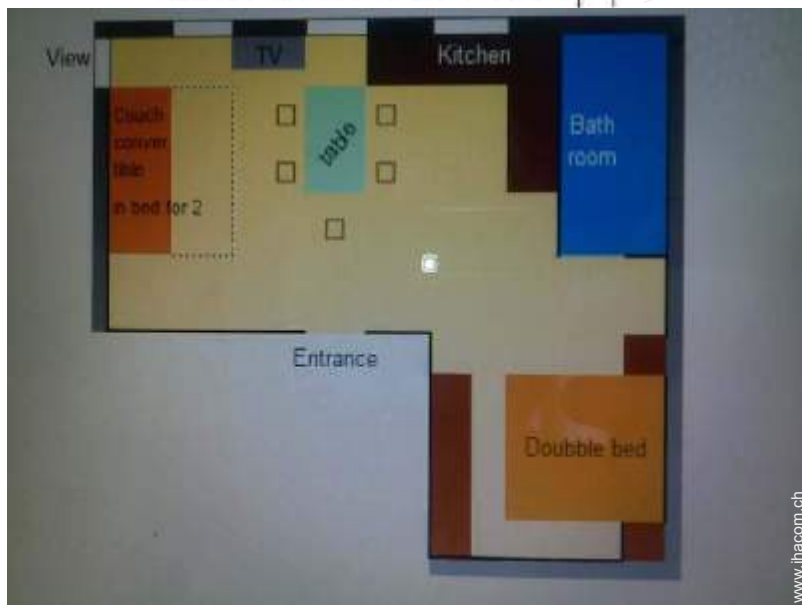 View
TV
Kitchen
Couch
conver
tible
in bed for 2
table
Bath
room
Entrance
Doubble bed
www.ihacom.ch